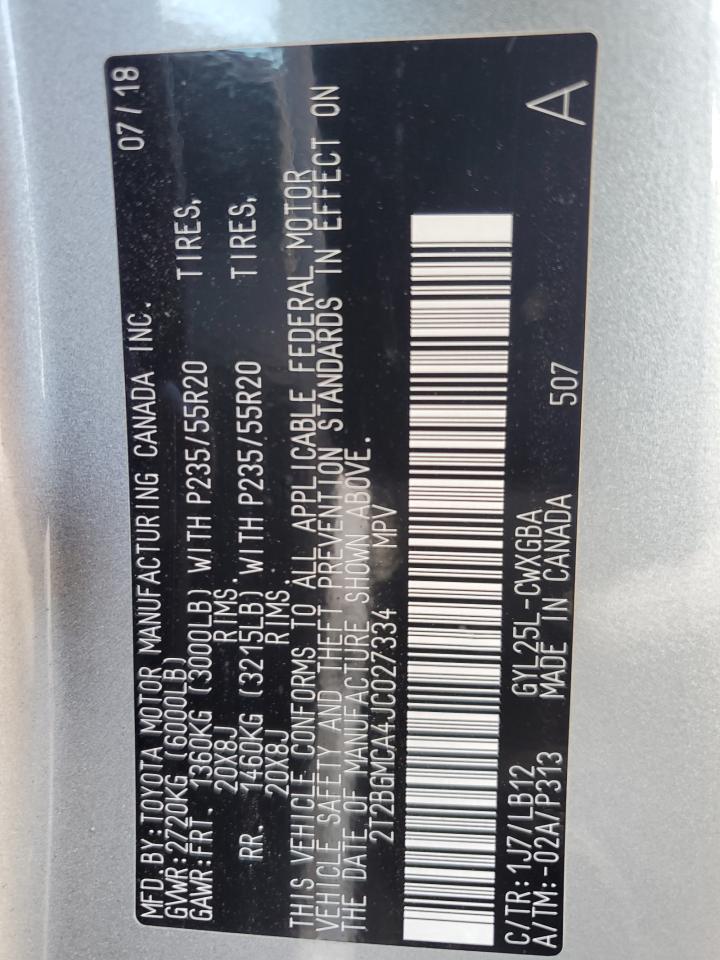 MFD.BY:TOYOTA MOTOR MANUFACTURING CANADA INC. 07/18
GVWR:2720KG (6000LB)
GAWR:FRT. 1360KG (3000LB) WITH P235/55R20 TIRES,
20X8J RIMS.
RR. 1460KG (3215LB) WITH P235/55R20 TIRES,
20X8J RIMS.
THIS VEHICLE CONFORMS TO ALL APPLICABLE FEDERAL MOTOR
VEHICLE SAFETY AND THEFT PREVENTION STANDARDS IN EFFECT ON
THE DATE OF MANUFACTURE SHOWN ABOVE.
2T2BGMCA4JC027334 MPV
C/TR:1J7/LB12 GYL25L-CWXGBA
A/TM:-02A/P313 MADE IN CANADA 507 A